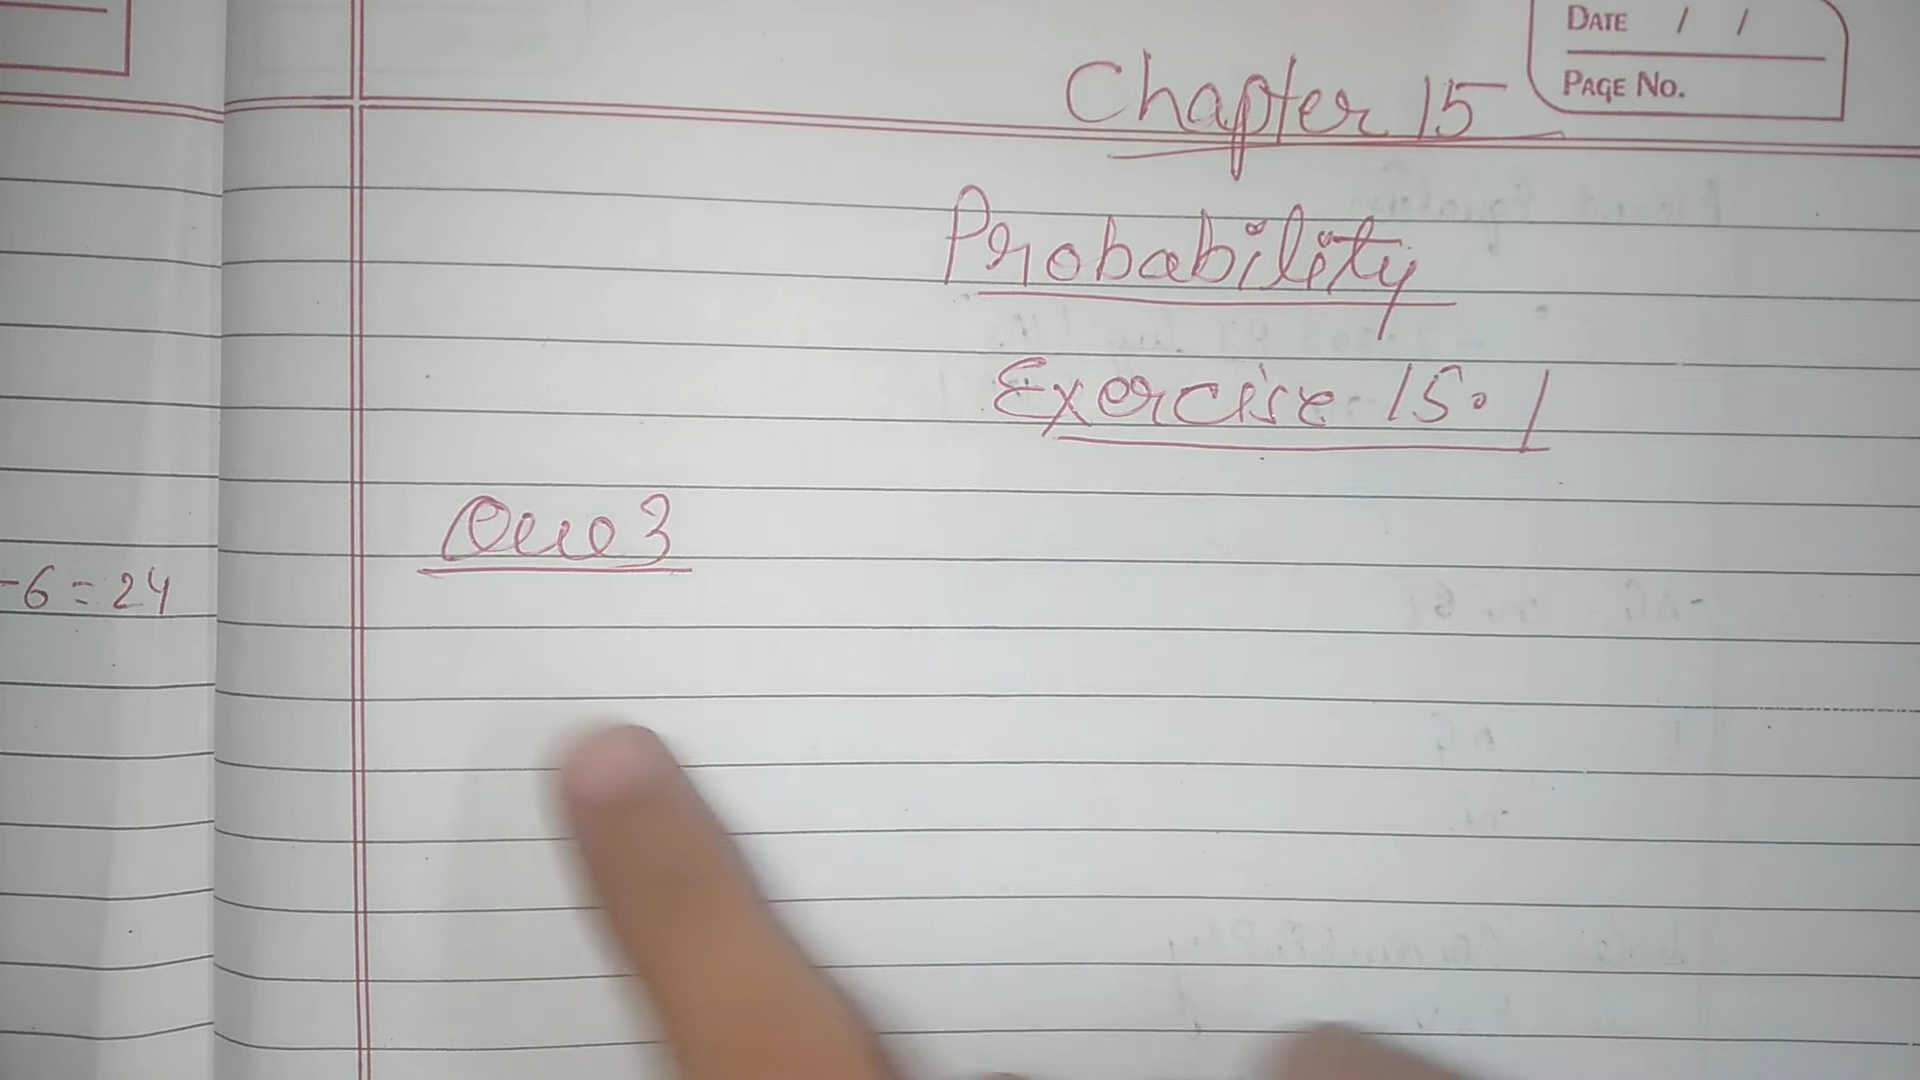 DATE / /
PAGE NO.
Chapter 15
Probability
Exercise 15.1
Que 3
-6=24